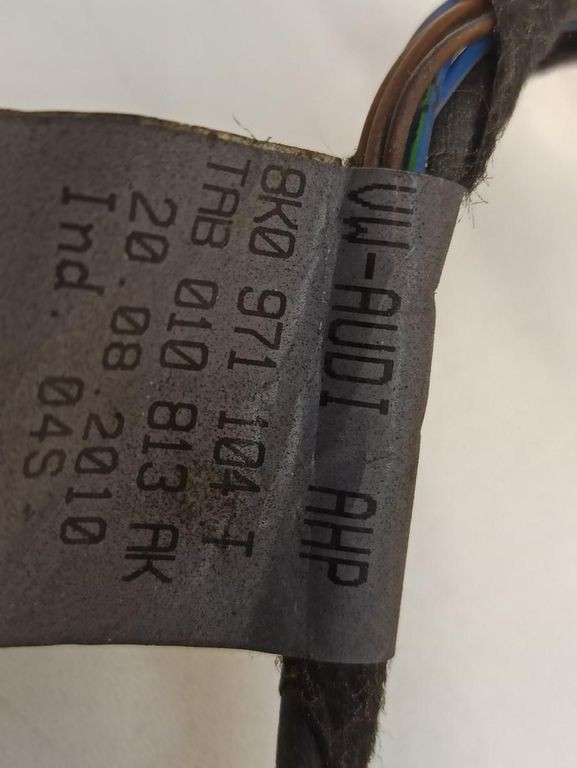 VW-AUDI AHP
8K0 971 104 T
TAB 010 813 AK
20.08.2010
Ind. 04S